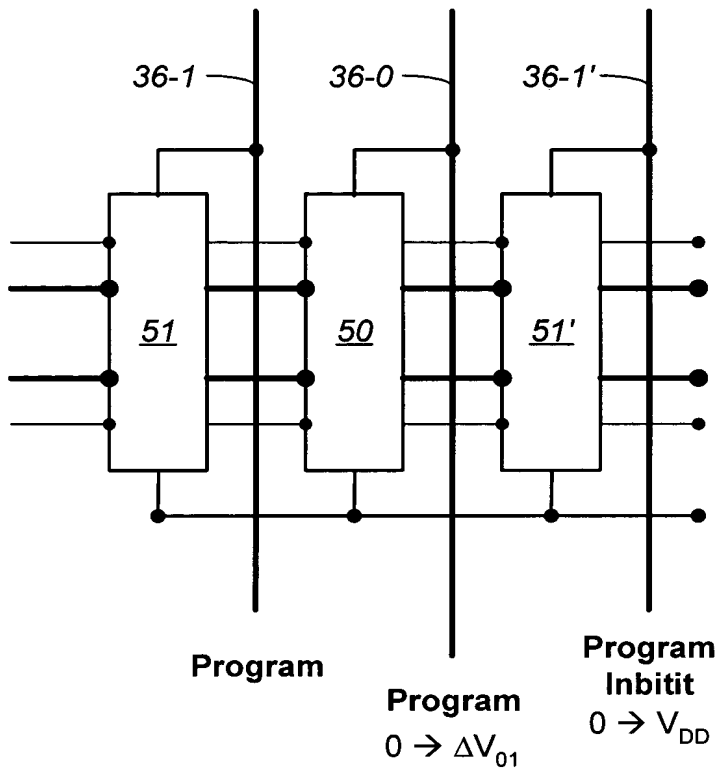 36-1
36-0
36-1'
51
50
51'
Program
Program
0 → ΔV01
Program
Inbitit
0 → VDD